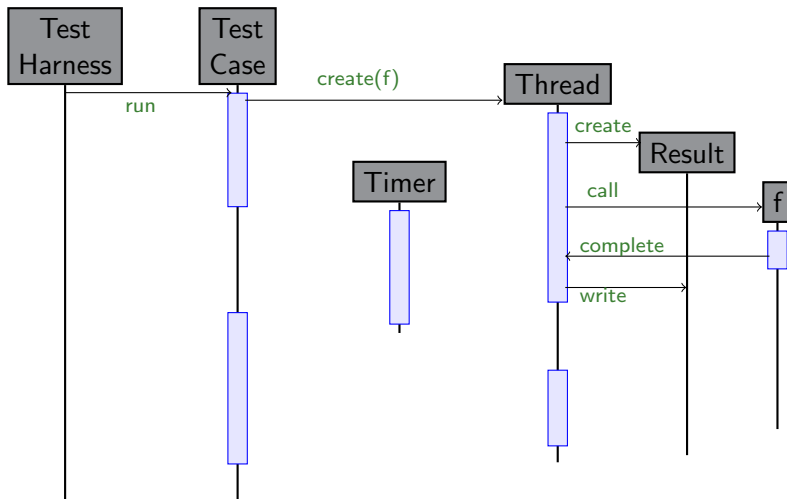 Test
Harness
Test
Case
create(f)
Thread
run
create
Result
Timer
call
f
complete
write